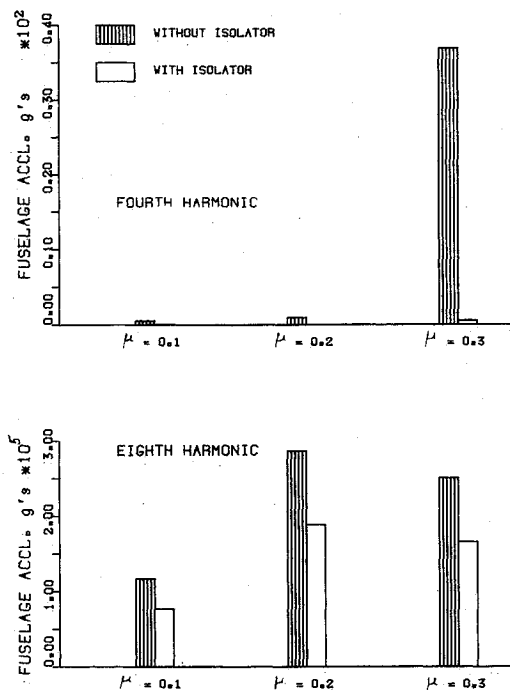 FUSELAGE ACCL. g's *10²
0.40
0.30
0.20
0.10
0.00
WITHOUT ISOLATOR
WITH ISOLATOR
FOURTH HARMONIC
μ = 0.1
μ = 0.2
μ = 0.3
FUSELAGE ACCL. g's *10⁵
3.00
2.00
1.00
0.00
EIGHTH HARMONIC
μ = 0.1
μ = 0.2
μ = 0.3